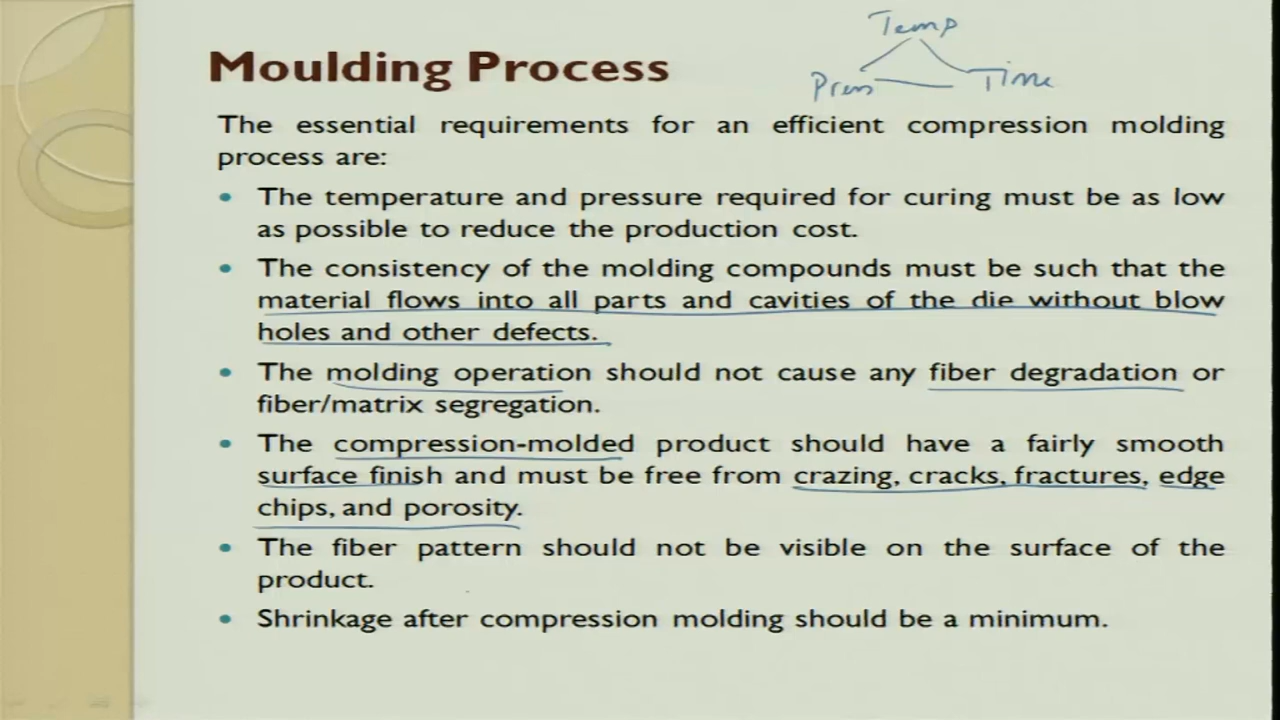 Temp
Moulding Process
Pres Time
The essential requirements for an efficient compression molding
process are:
• The temperature and pressure required for curing must be as low
as possible to reduce the production cost.
• The consistency of the molding compounds must be such that the
material flows into all parts and cavities of the die without blow
holes and other defects.
• The molding operation should not cause any fiber degradation or
fiber/matrix segregation.
• The compression-molded product should have a fairly smooth
surface finish and must be free from crazing, cracks, fractures, edge
chips, and porosity.
• The fiber pattern should not be visible on the surface of the
product.
• Shrinkage after compression molding should be a minimum.